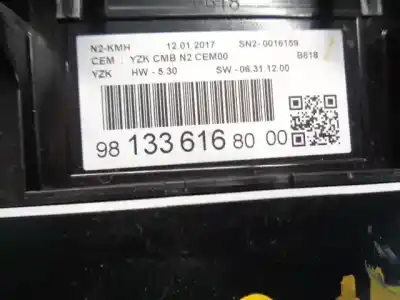 N2-KMH 12.01.2017 SN2-0016159
CEM : YZK CMB N2 CEM00 B618
YZK HW - 5.30 SW - 06.31 12.00
98 133 616 80 00